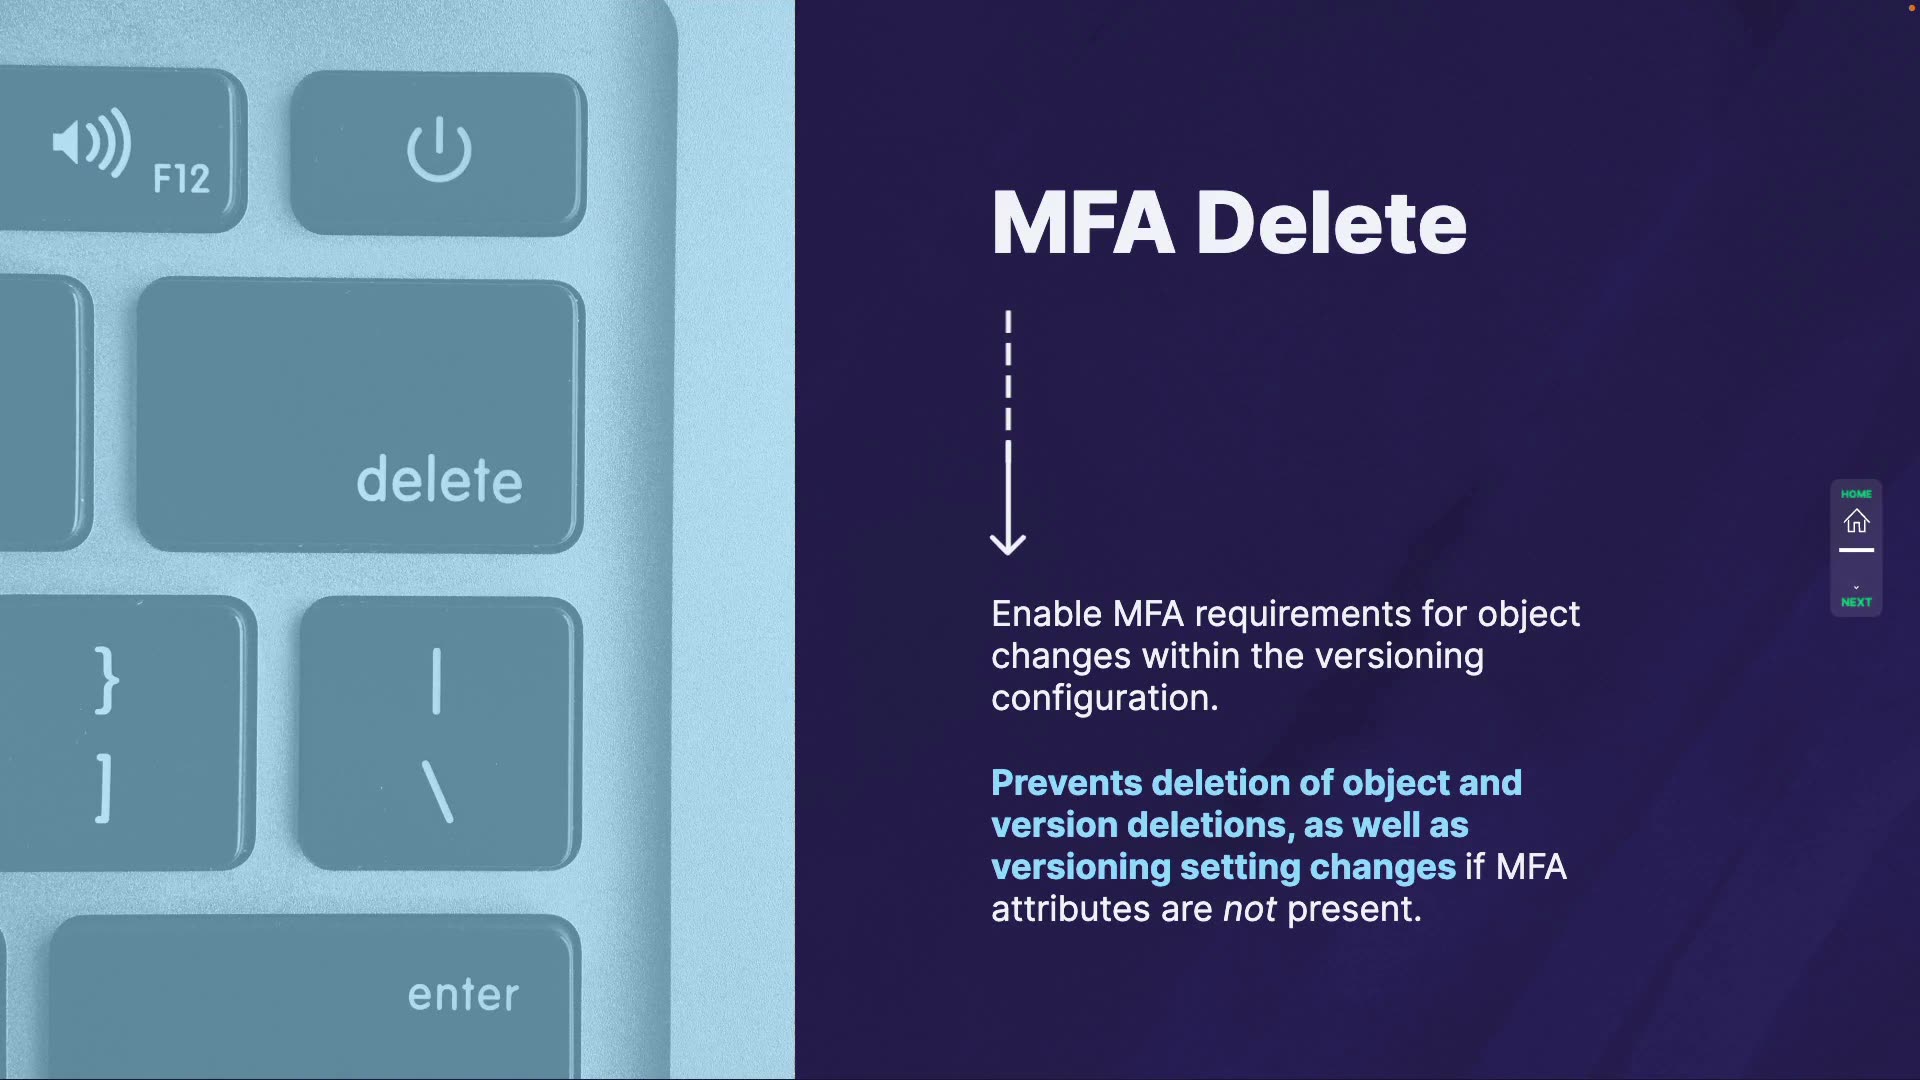 F12
delete
}
]
|
\
enter
MFA Delete
Enable MFA requirements for object
changes within the versioning
configuration.
Prevents deletion of object and
version deletions, as well as
versioning setting changes if MFA
attributes are not present.
HOME
NEXT